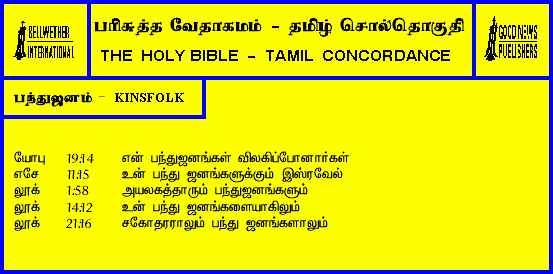 BELLWETHER
INTERNATIONAL
பரிசுத்த வேதாகமம் - தமிழ் சொல்தொகுதி
THE HOLY BIBLE - TAMIL CONCORDANCE
GOOD NEWS
PUBLISHERS
பந்துஜனம் - KINSFOLK
யோபு 19:14 என் பந்துஜனங்கள் விலகிப்போனார்கள்
எசே 11:15 உன் பந்து ஜனங்களுக்கும் இஸ்ரவேல்
லூக் 1:58 அயலகத்தாரும் பந்துஜனங்களும்
லூக் 14:12 உன் பந்து ஜனங்களையாகிலும்
லூக் 21:16 சகோதரராலும் பந்து ஜனங்களாலும்